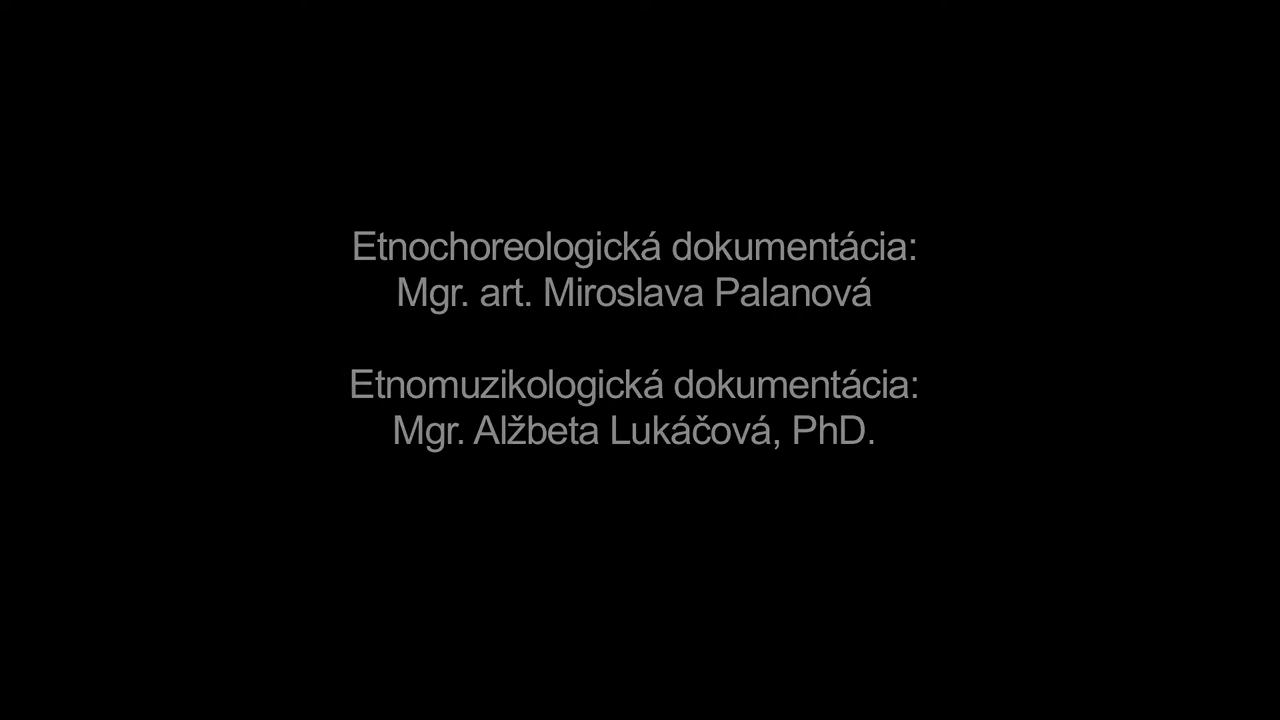 Etnochoreologická dokumentácia:
Mgr. art. Miroslava Palanová
Etnomuzikologická dokumentácia:
Mgr. Alžbeta Lukáčová, PhD.